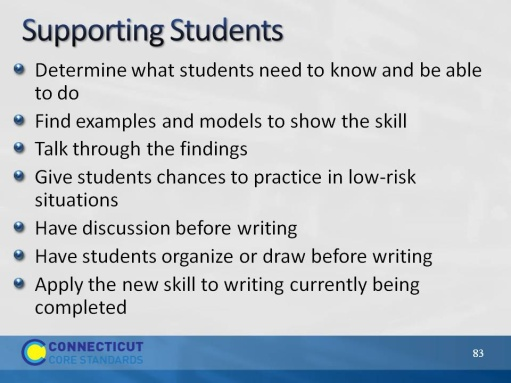 Supporting Students
Determine what students need to know and be able
to do
Find examples and models to show the skill
Talk through the findings
Give students chances to practice in low-risk
situations
Have discussion before writing
Have students organize or draw before writing
Apply the new skill to writing currently being
completed
CONNECTICUT
CORE STANDARDS
83